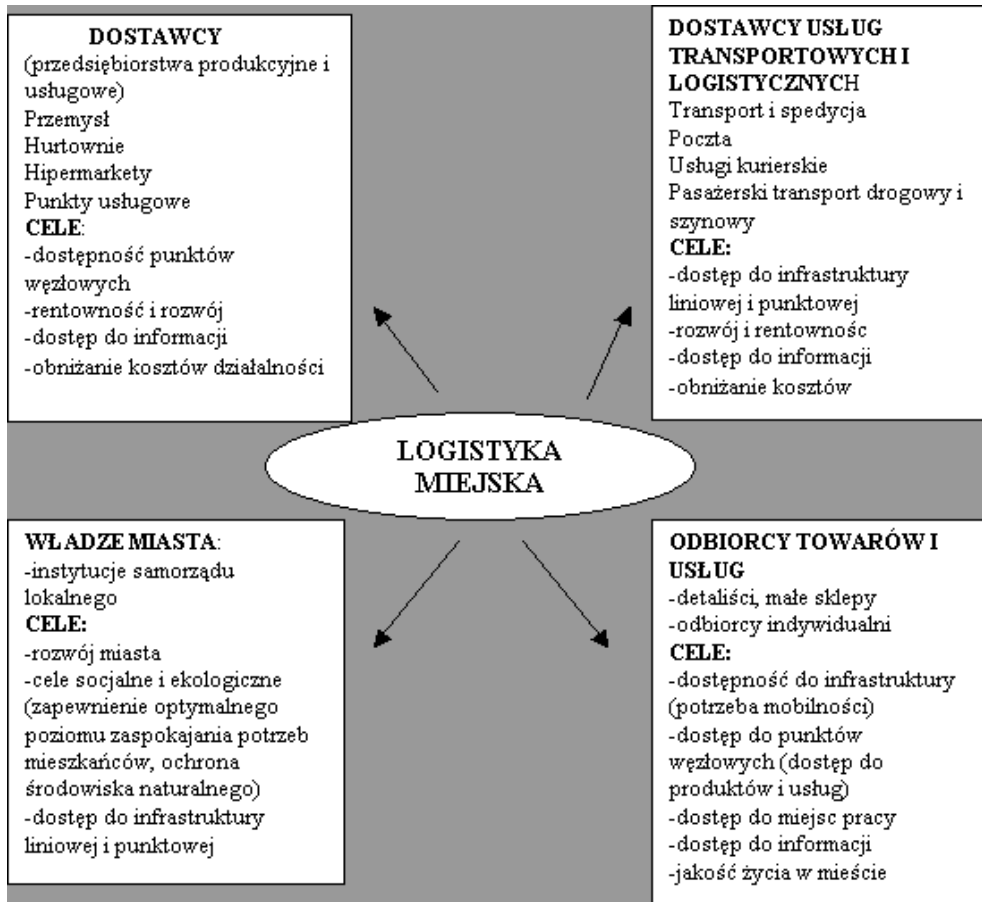 DOSTAWCY
(przedsiębiorstwa produkcyjne i
usługowe)
Przemysł
Hurtownie
Hipermarkety
Punkty usługowe
CELE:
-dostępność punktów
węzłowych
-rentowność i rozwój
-dostęp do informacji
-obniżanie kosztów działalności
DOSTAWCY USŁUG
TRANSPORTOWYCH I
LOGISTYCZNYCH
Transport i spedycja
Poczta
Usługi kurierskie
Pasażerski transport drogowy i
szynowy
CELE:
-dostęp do infrastruktury
liniowej i punktowej
-rozwój i rentownośc
-dostęp do informacji
-obniżanie kosztów
LOGISTYKA
MIEJSKA
WŁADZE MIASTA:
-instytucje samorządu
lokalnego
CELE:
-rozwój miasta
-cele socjalne i ekologiczne
(zapewnienie optymalnego
poziomu zaspokajania potrzeb
mieszkańców, ochrona
środowiska naturalnego)
-dostęp do infrastruktury
liniowej i punktowej
ODBIORCY TOWARÓW I
USŁUG
-detaliści, małe sklepy
-odbiorcy indywidualni
CELE:
-dostępność do infrastruktury
(potrzeba mobilności)
-dostęp do punktów
węzłowych (dostęp do
produktów i usług)
-dostęp do miejsc pracy
-dostęp do informacji
-jakość życia w mieście